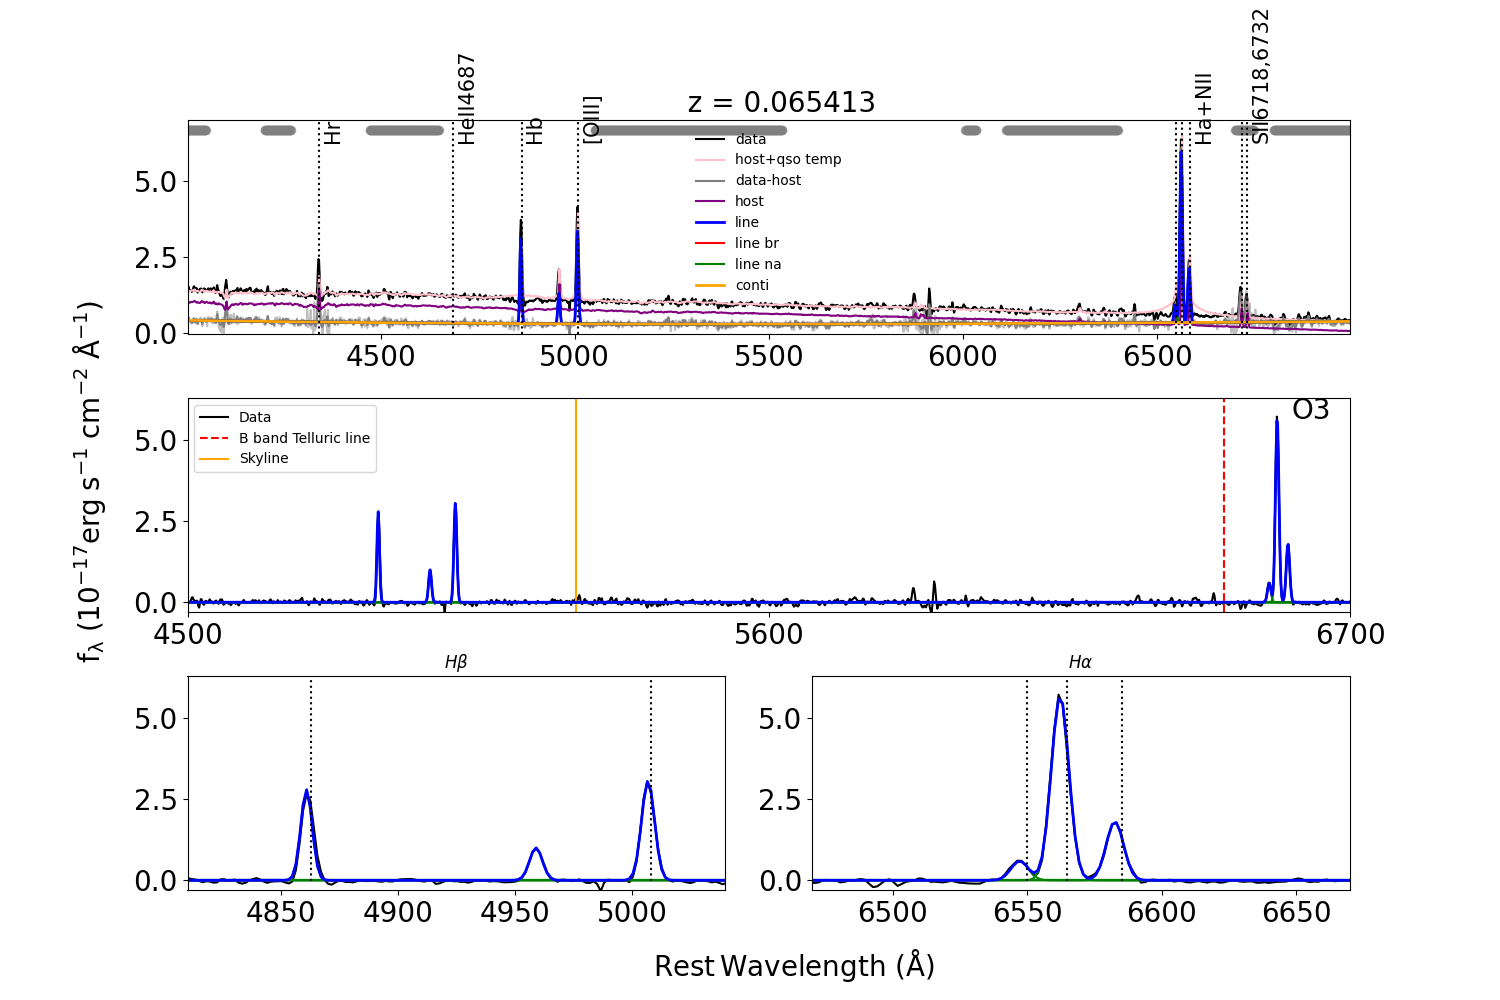 z = 0.065413
Hr
HeII4687
Hb
[OIII]
Ha+NII
SII6718,6732
data
host+qso temp
data-host
host
line
line br
line na
conti
5.0
2.5
0.0
4500 5000 5500 6000 6500
Data
B band Telluric line
Skyline
O3
5.0
2.5
0.0
4500 5600 6700
fλ (10−17erg s−1 cm−2 Å−1)
Hβ
5.0
2.5
0.0
4850 4900 4950 5000
Hα
5.0
2.5
0.0
6500 6550 6600 6650
Rest Wavelength (Å)